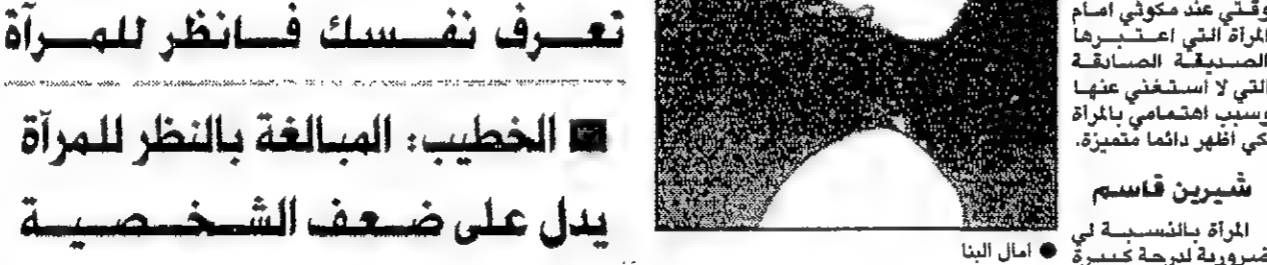 وقتي عند مكوثي امام
المرآة التي اعتبرها
الصديقة الصادقة
التي لا أستغني عنها
وسبب اهتمامي بالمرآة
كي أظهر دائما متميزة.
شيرين قاسم
المرآة بالنسبة لي
ضرورية لدرجة كبيرة
● امال البنا
تعرف نفسك فانظر للمرآة
الخطيب: المبالغة بالنظر للمرآة
يدل على ضعف الشخصية